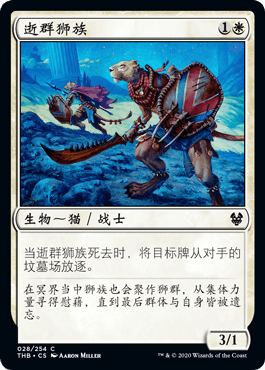 逝群狮族 1
生物~猫 / 战士
当逝群狮族死去时，将目标牌从对手的
坟墓场放逐。
在冥界当中狮族也会聚作狮群，从集体力
量寻得慰藉，直到最后群体与自身皆被遗
忘。
3/1
028/254 C
THB • CS AARON MILLER
™ & © 2020 Wizards of the Coast